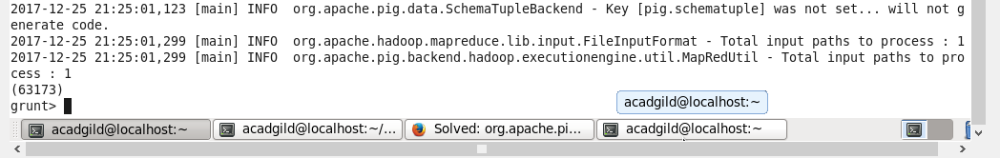 2017-12-25 21:25:01,123 [main] INFO  org.apache.pig.data.SchemaTupleBackend - Key [pig.schematuple] was not set... will not g
enerate code.
2017-12-25 21:25:01,299 [main] INFO  org.apache.hadoop.mapreduce.lib.input.FileInputFormat - Total input paths to process : 1
2017-12-25 21:25:01,299 [main] INFO  org.apache.pig.backend.hadoop.executionengine.util.MapRedUtil - Total input paths to pro
cess : 1
(63173)
grunt>
acadgild@localhost:~
acadgild@localhost:~ acadgild@localhost:~/... Solved: org.apache.pi... acadgild@localhost:~